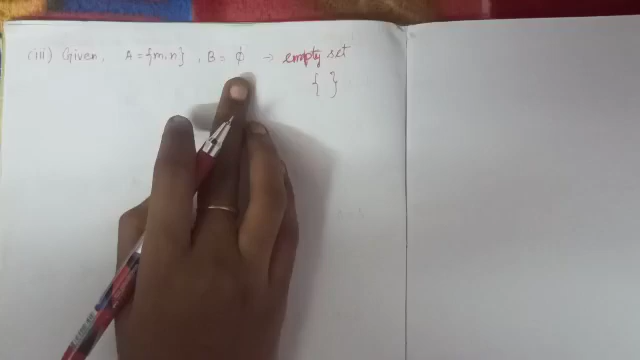 (iii) Given, A = {m,n}, B = ϕ → empty set
{ }